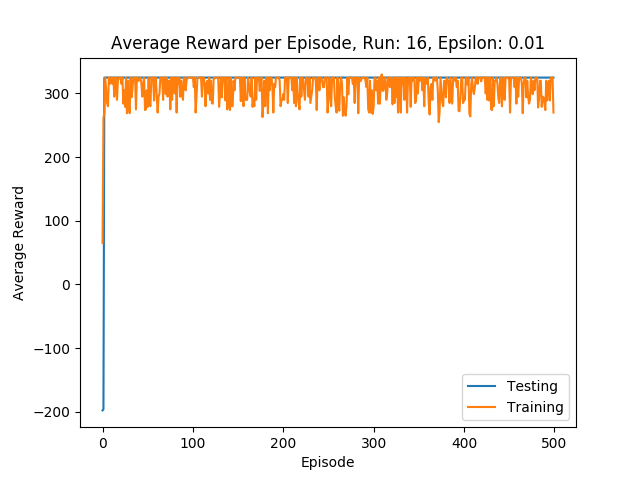 Average Reward per Episode, Run: 16, Epsilon: 0.01
Average Reward
300
200
100
0
−100
−200
0
100
200
300
400
500
Episode
Testing
Training